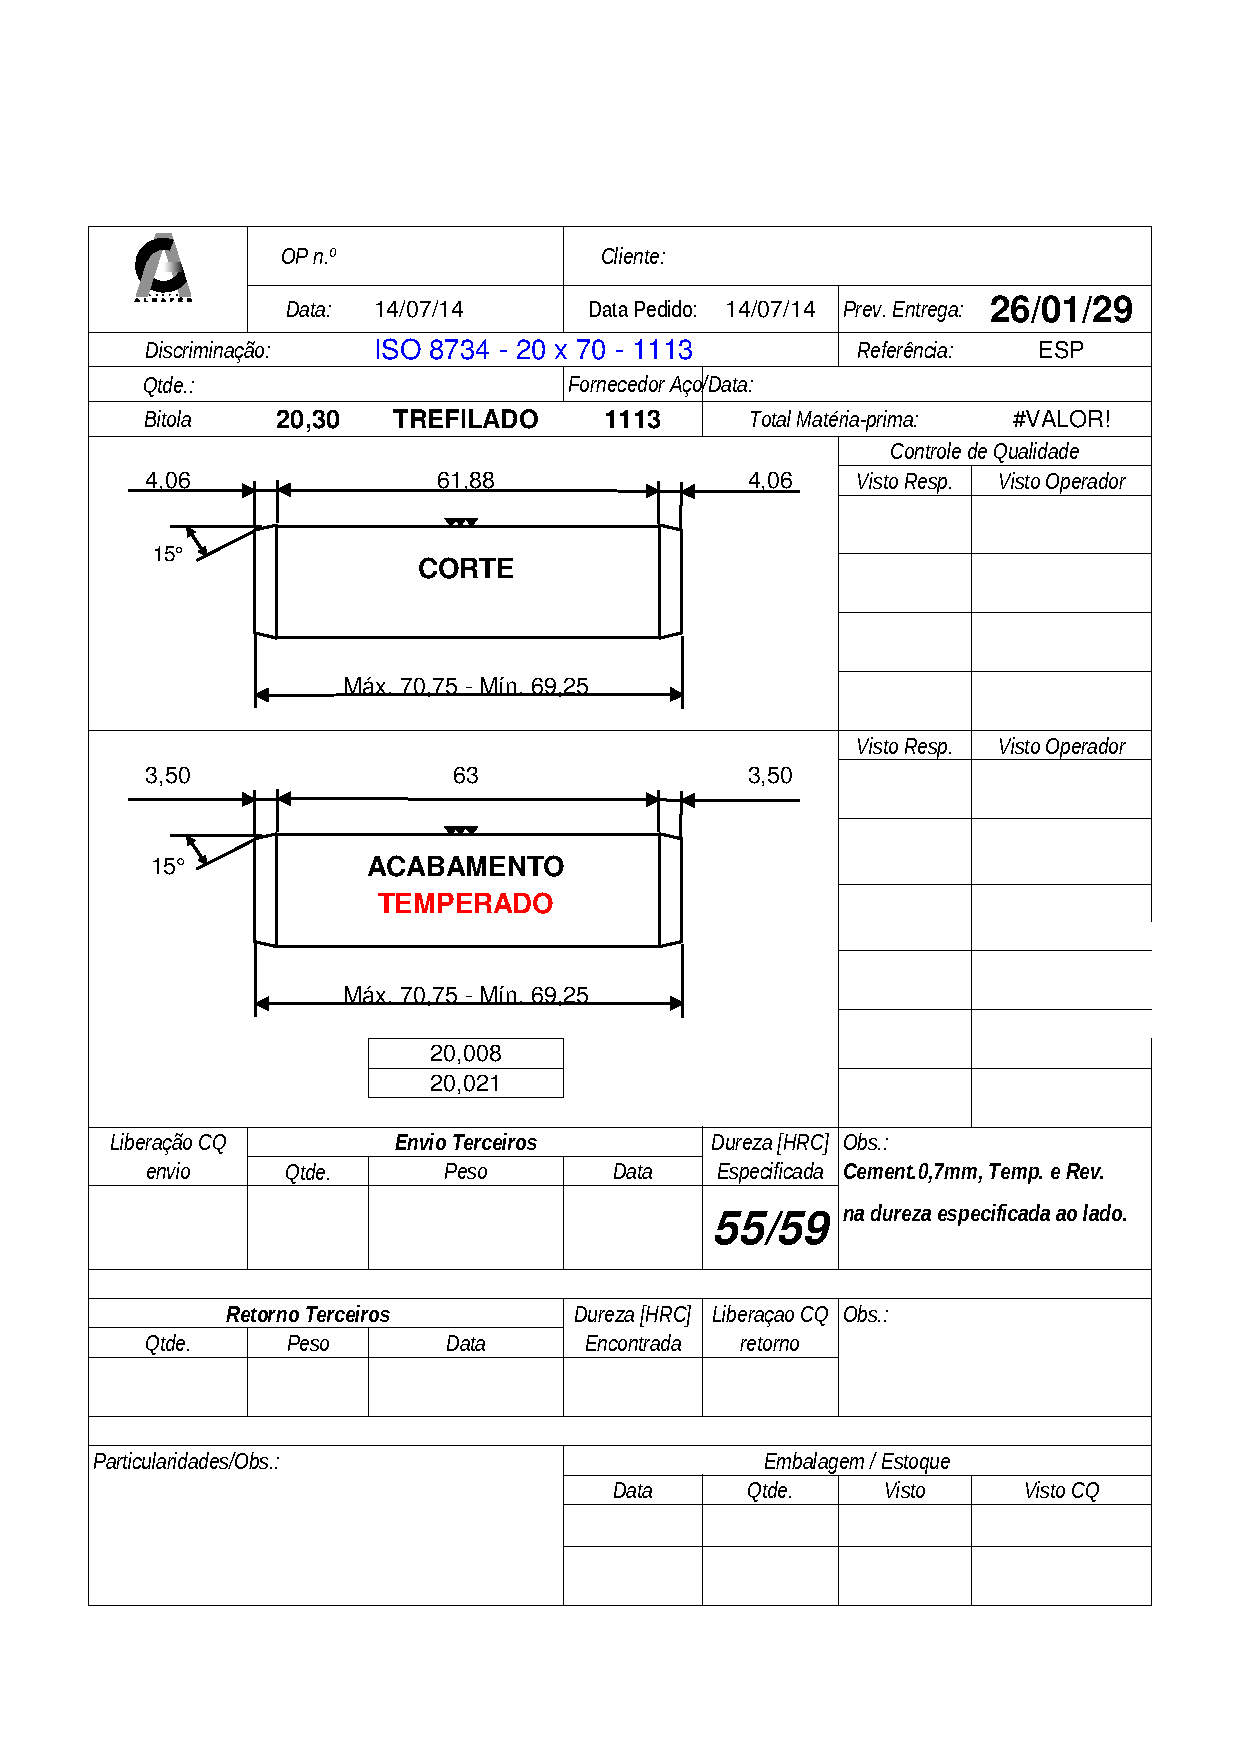 OP n.º Cliente:
Data: 14/07/14 Data Pedido: 14/07/14 Prev. Entrega: 26/01/29
Discriminação: ISO 8734 - 20 x 70 - 1113 Referência: ESP
Qtde.: Fornecedor Aço/Data:
Bitola 20,30 TREFILADO 1113 Total Matéria-prima: #VALOR!
Controle de Qualidade
4,06 61,88 4,06 Visto Resp. Visto Operador
15°
CORTE
Máx. 70,75 - Mín. 69,25
Visto Resp. Visto Operador
3,50 63 3,50
15° ACABAMENTO
TEMPERADO
Máx. 70,75 - Mín. 69,25
20,008
20,021
Liberação CQ Envio Terceiros Dureza [HRC] Obs.:
envio Qtde. Peso Data Especificada Cement.0,7mm, Temp. e Rev.
55/59 na dureza especificada ao lado.
Retorno Terceiros Dureza [HRC] Liberaçao CQ Obs.:
Qtde. Peso Data Encontrada retorno
Particularidades/Obs.: Embalagem / Estoque
Data Qtde. Visto Visto CQ